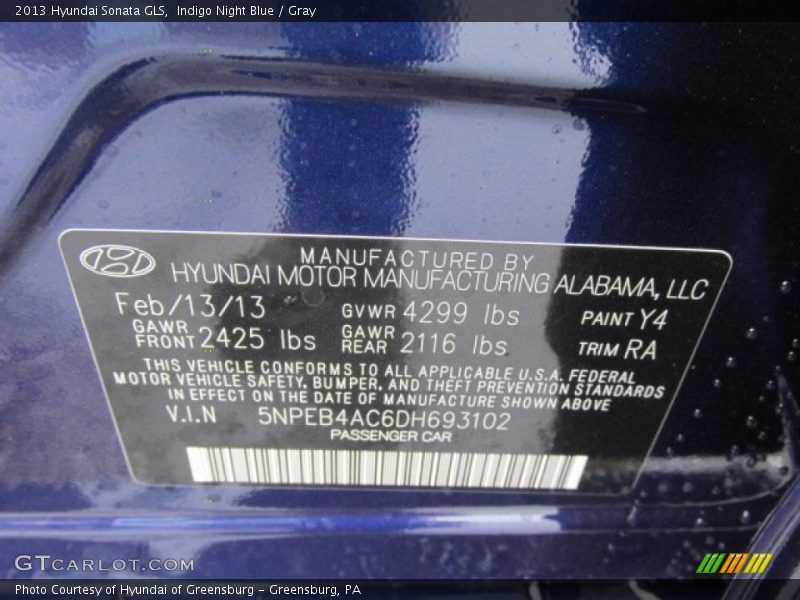 2013 Hyundai Sonata GLS, Indigo Night Blue / Gray
MANUFACTURED BY
HYUNDAI MOTOR MANUFACTURING ALABAMA, LLC
Feb/13/13 GVWR 4299 lbs PAINT Y4
GAWR FRONT 2425 lbs GAWR REAR 2116 lbs TRIM RA
THIS VEHICLE CONFORMS TO ALL APPLICABLE U.S.A. FEDERAL
MOTOR VEHICLE SAFETY, BUMPER, AND THEFT PREVENTION STANDARDS
IN EFFECT ON THE DATE OF MANUFACTURE SHOWN ABOVE
V.I.N 5NPEB4AC6DH693102
PASSENGER CAR
GTCARLOT.COM
Photo Courtesy of Hyundai of Greensburg - Greensburg, PA